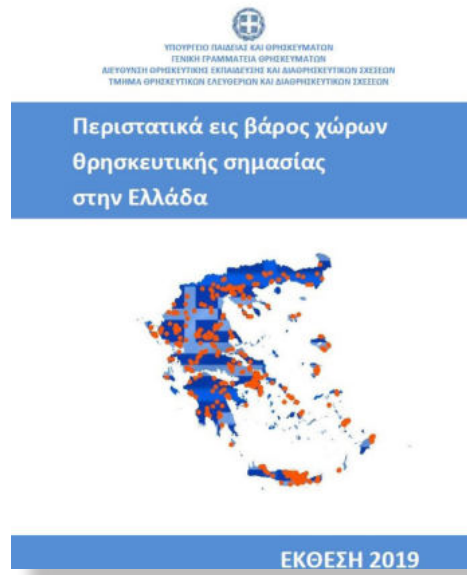 ΥΠΟΥΡΓΕΙΟ ΠΑΙΔΕΙΑΣ ΚΑΙ ΘΡΗΣΚΕΥΜΑΤΩΝ
ΓΕΝΙΚΗ ΓΡΑΜΜΑΤΕΙΑ ΘΡΗΣΚΕΥΜΑΤΩΝ
ΔΙΕΥΘΥΝΣΗ ΘΡΗΣΚΕΥΤΙΚΗΣ ΕΚΠΑΙΔΕΥΣΗΣ ΚΑΙ ΔΙΑΘΡΗΣΚΕΥΤΙΚΩΝ ΣΧΕΣΕΩΝ
ΤΜΗΜΑ ΘΡΗΣΚΕΥΤΙΚΩΝ ΕΛΕΥΘΕΡΙΩΝ ΚΑΙ ΔΙΑΘΡΗΣΚΕΥΤΙΚΩΝ ΣΧΕΣΕΩΝ
Περιστατικά εις βάρος χώρων
θρησκευτικής σημασίας
στην Ελλάδα
ΕΚΘΕΣΗ 2019